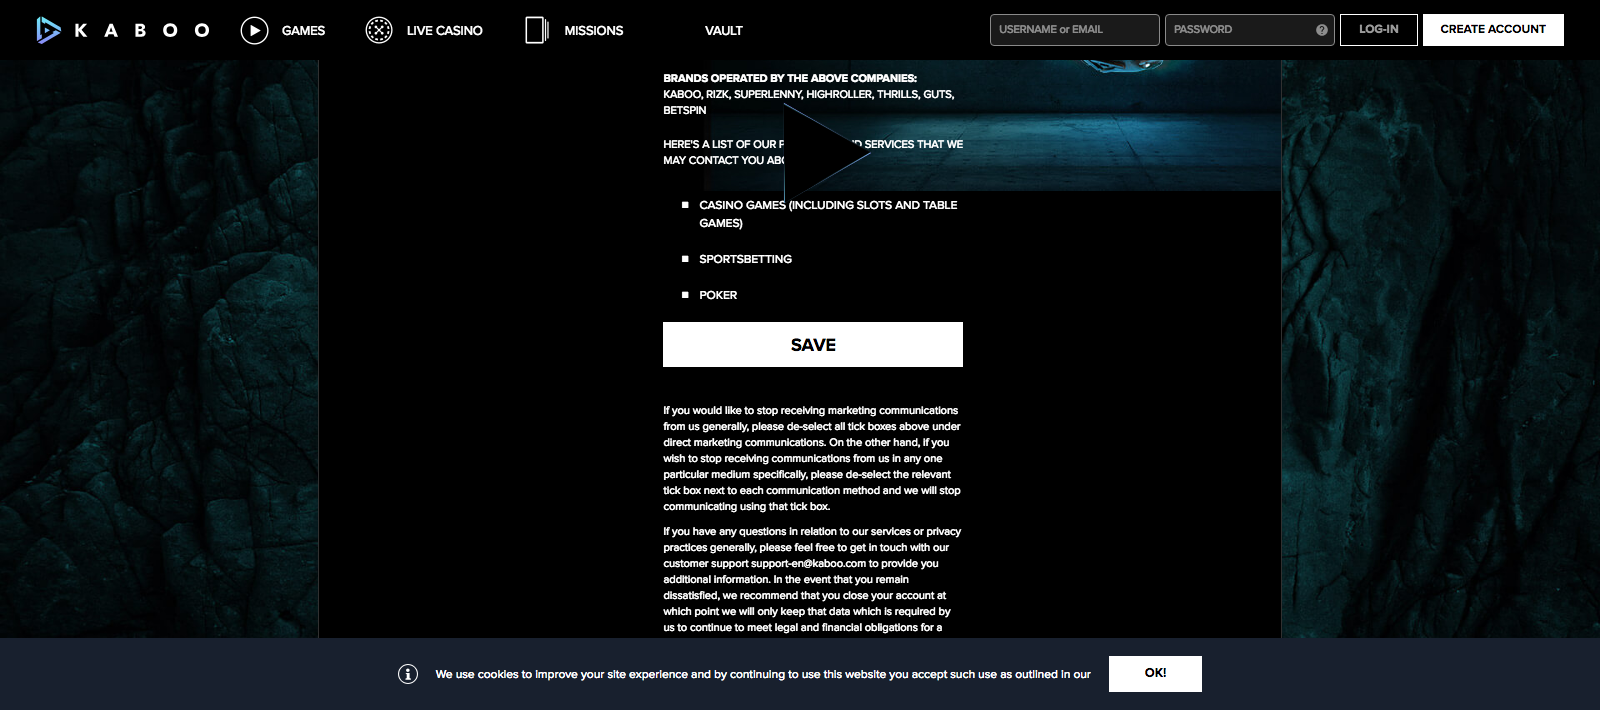 KABOO
GAMES
LIVE CASINO
MISSIONS
VAULT
USERNAME or EMAIL
PASSWORD
?
LOG-IN
CREATE ACCOUNT
BRANDS OPERATED BY THE ABOVE COMPANIES:
KABOO, RIZK, SUPERLENNY, HIGHROLLER, THRILLS, GUTS,
BETSPIN
HERE'S A LIST OF OUR SERVICES THAT WE
MAY CONTACT YOU
CASINO GAMES (INCLUDING SLOTS AND TABLE
GAMES)
SPORTSBETTING
POKER
SAVE
If you would like to stop receiving marketing communications
from us generally, please de-select all tick boxes above under
direct marketing communications. On the other hand, if you
wish to stop receiving communications from us in any one
particular medium specifically, please de-select the relevant
tick box next to each communication method and we will stop
communicating using that tick box.
If you have any questions in relation to our services or privacy
practices generally, please feel free to get in touch with our
customer support support-en@kaboo.com to provide you
additional information. In the event that you remain
dissatisfied, we recommend that you close your account at
which point we will only keep that data which is required by
us to continue to meet legal and financial obligations for a
We use cookies to improve your site experience and by continuing to use this website you accept such use as outlined in our
OK!